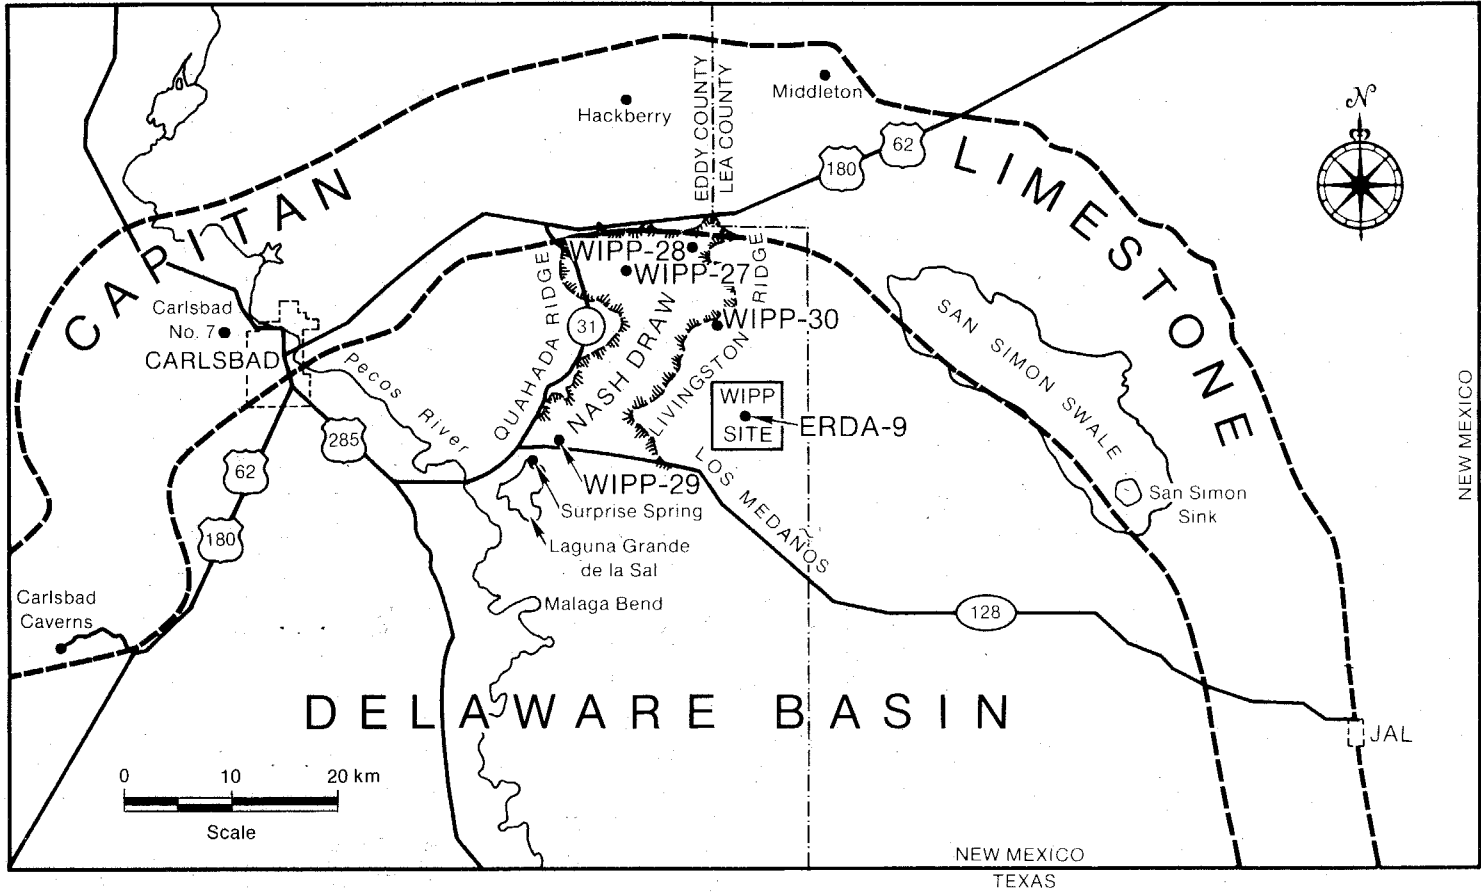 N
EDDY COUNTY
LEA COUNTY
Middleton
Hackberry
62
180
CAPITAN
LIMESTONE
WIPP-28
WIPP-27
RIDGE
WIPP-30
LIVINGSTON
QUAHADA RIDGE
31
NASH DRAW
SAN SIMON SWALE
Carlsbad
No. 7
CARLSBAD
Pecos River
WIPP
SITE
ERDA-9
285
62
180
WIPP-29
LOS MEDAÑOS
San Simon
Sink
Surprise Spring
Laguna Grande
de la Sal
Malaga Bend
Carlsbad
Caverns
128
DELAWARE BASIN
JAL
0 10 20 km
Scale
NEW MEXICO
TEXAS
NEW MEXICO